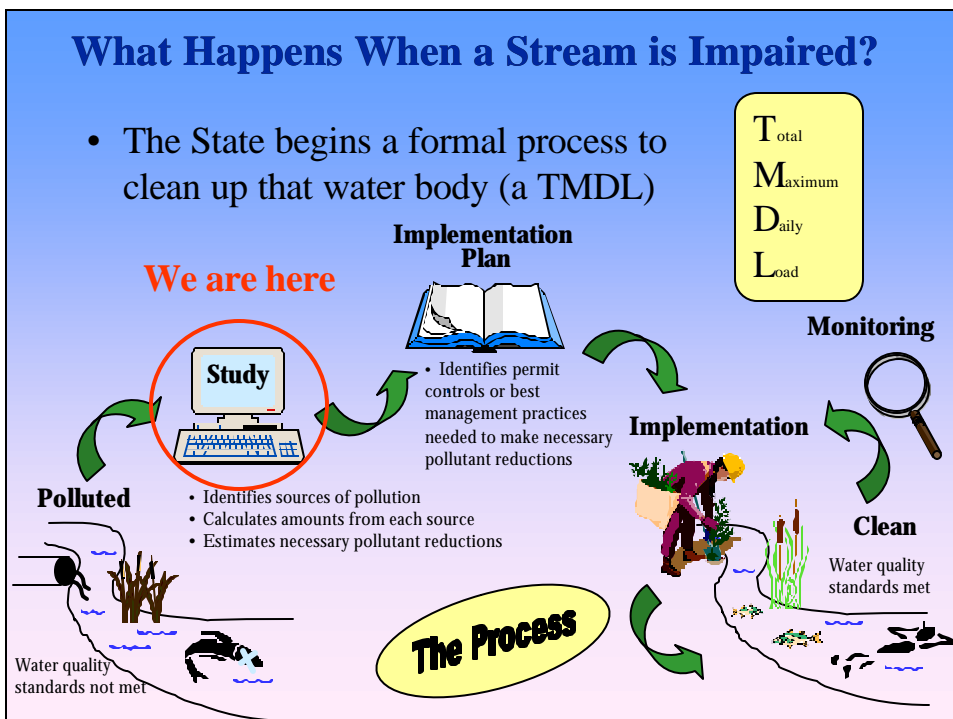 What Happens When a Stream is Impaired?
• The State begins a formal process to
clean up that water body (a TMDL)
Total
Maximum
Daily
Load
We are here
Implementation
Plan
Monitoring
Study
• Identifies permit
controls or best
management practices
needed to make necessary
pollutant reductions
Implementation
Polluted
• Identifies sources of pollution
• Calculates amounts from each source
• Estimates necessary pollutant reductions
Clean
Water quality
standards met
The Process
Water quality
standards not met